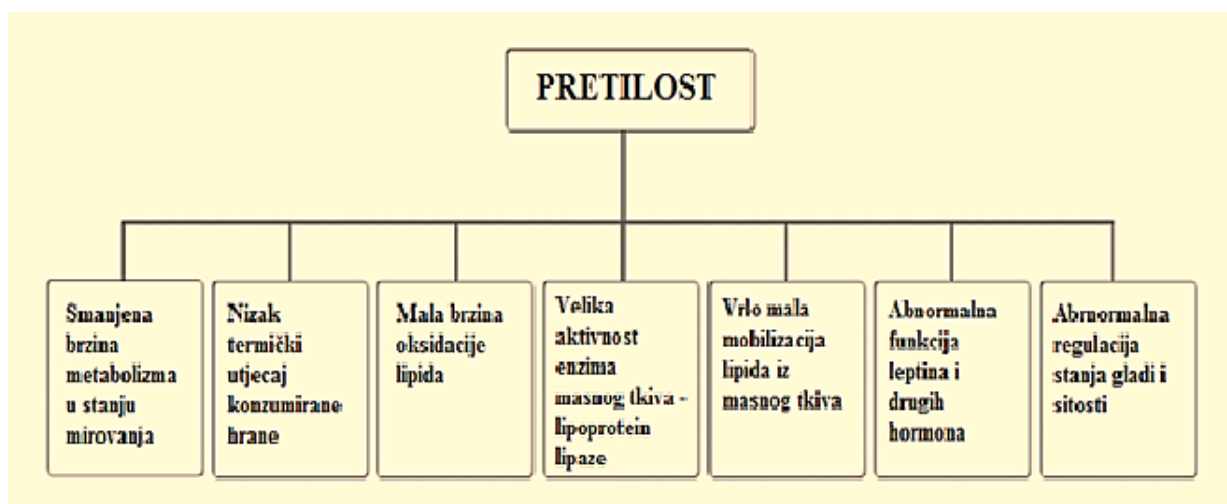 PRETILOST
Smanjena
brzina
metabolizma
u stanju
mirovanja
Nizak
termički
utjecaj
konzumirane
hrane
Mala brzina
oksidacije
lipida
Velika
aktivnost
enzima
masnog tkiva -
lipoprotein
lipaze
Vrlo mala
mobilizacija
lipida iz
masnog tkiva
Abnormalna
funkcija
leptina i
drugih
hormona
Abrnormalna
regulacija
stanja gladi i
sitosti